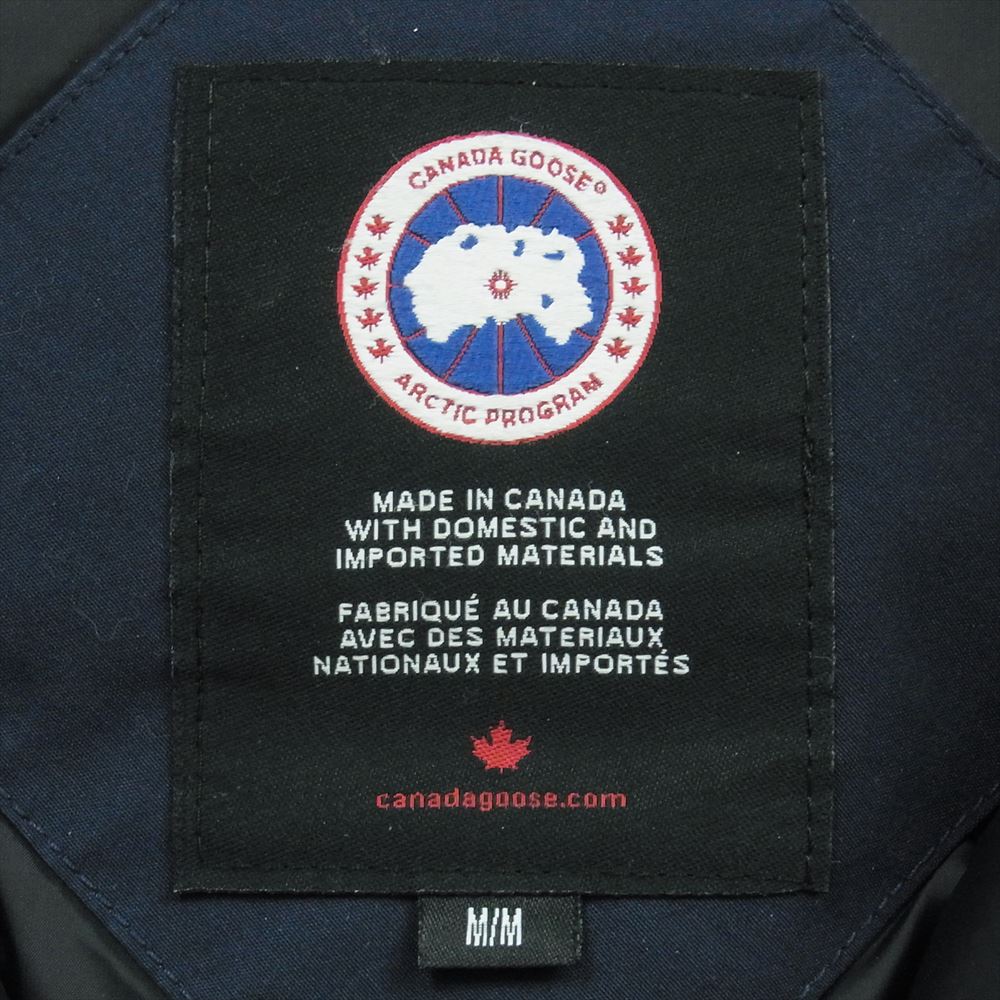 CANADA GOOSE®
ARCTIC PROGRAM
MADE IN CANADA
WITH DOMESTIC AND
IMPORTED MATERIALS
FABRIQUÉ AU CANADA
AVEC DES MATERIAUX
NATIONAUX ET IMPORTÉS
canadagoose.com
M/M